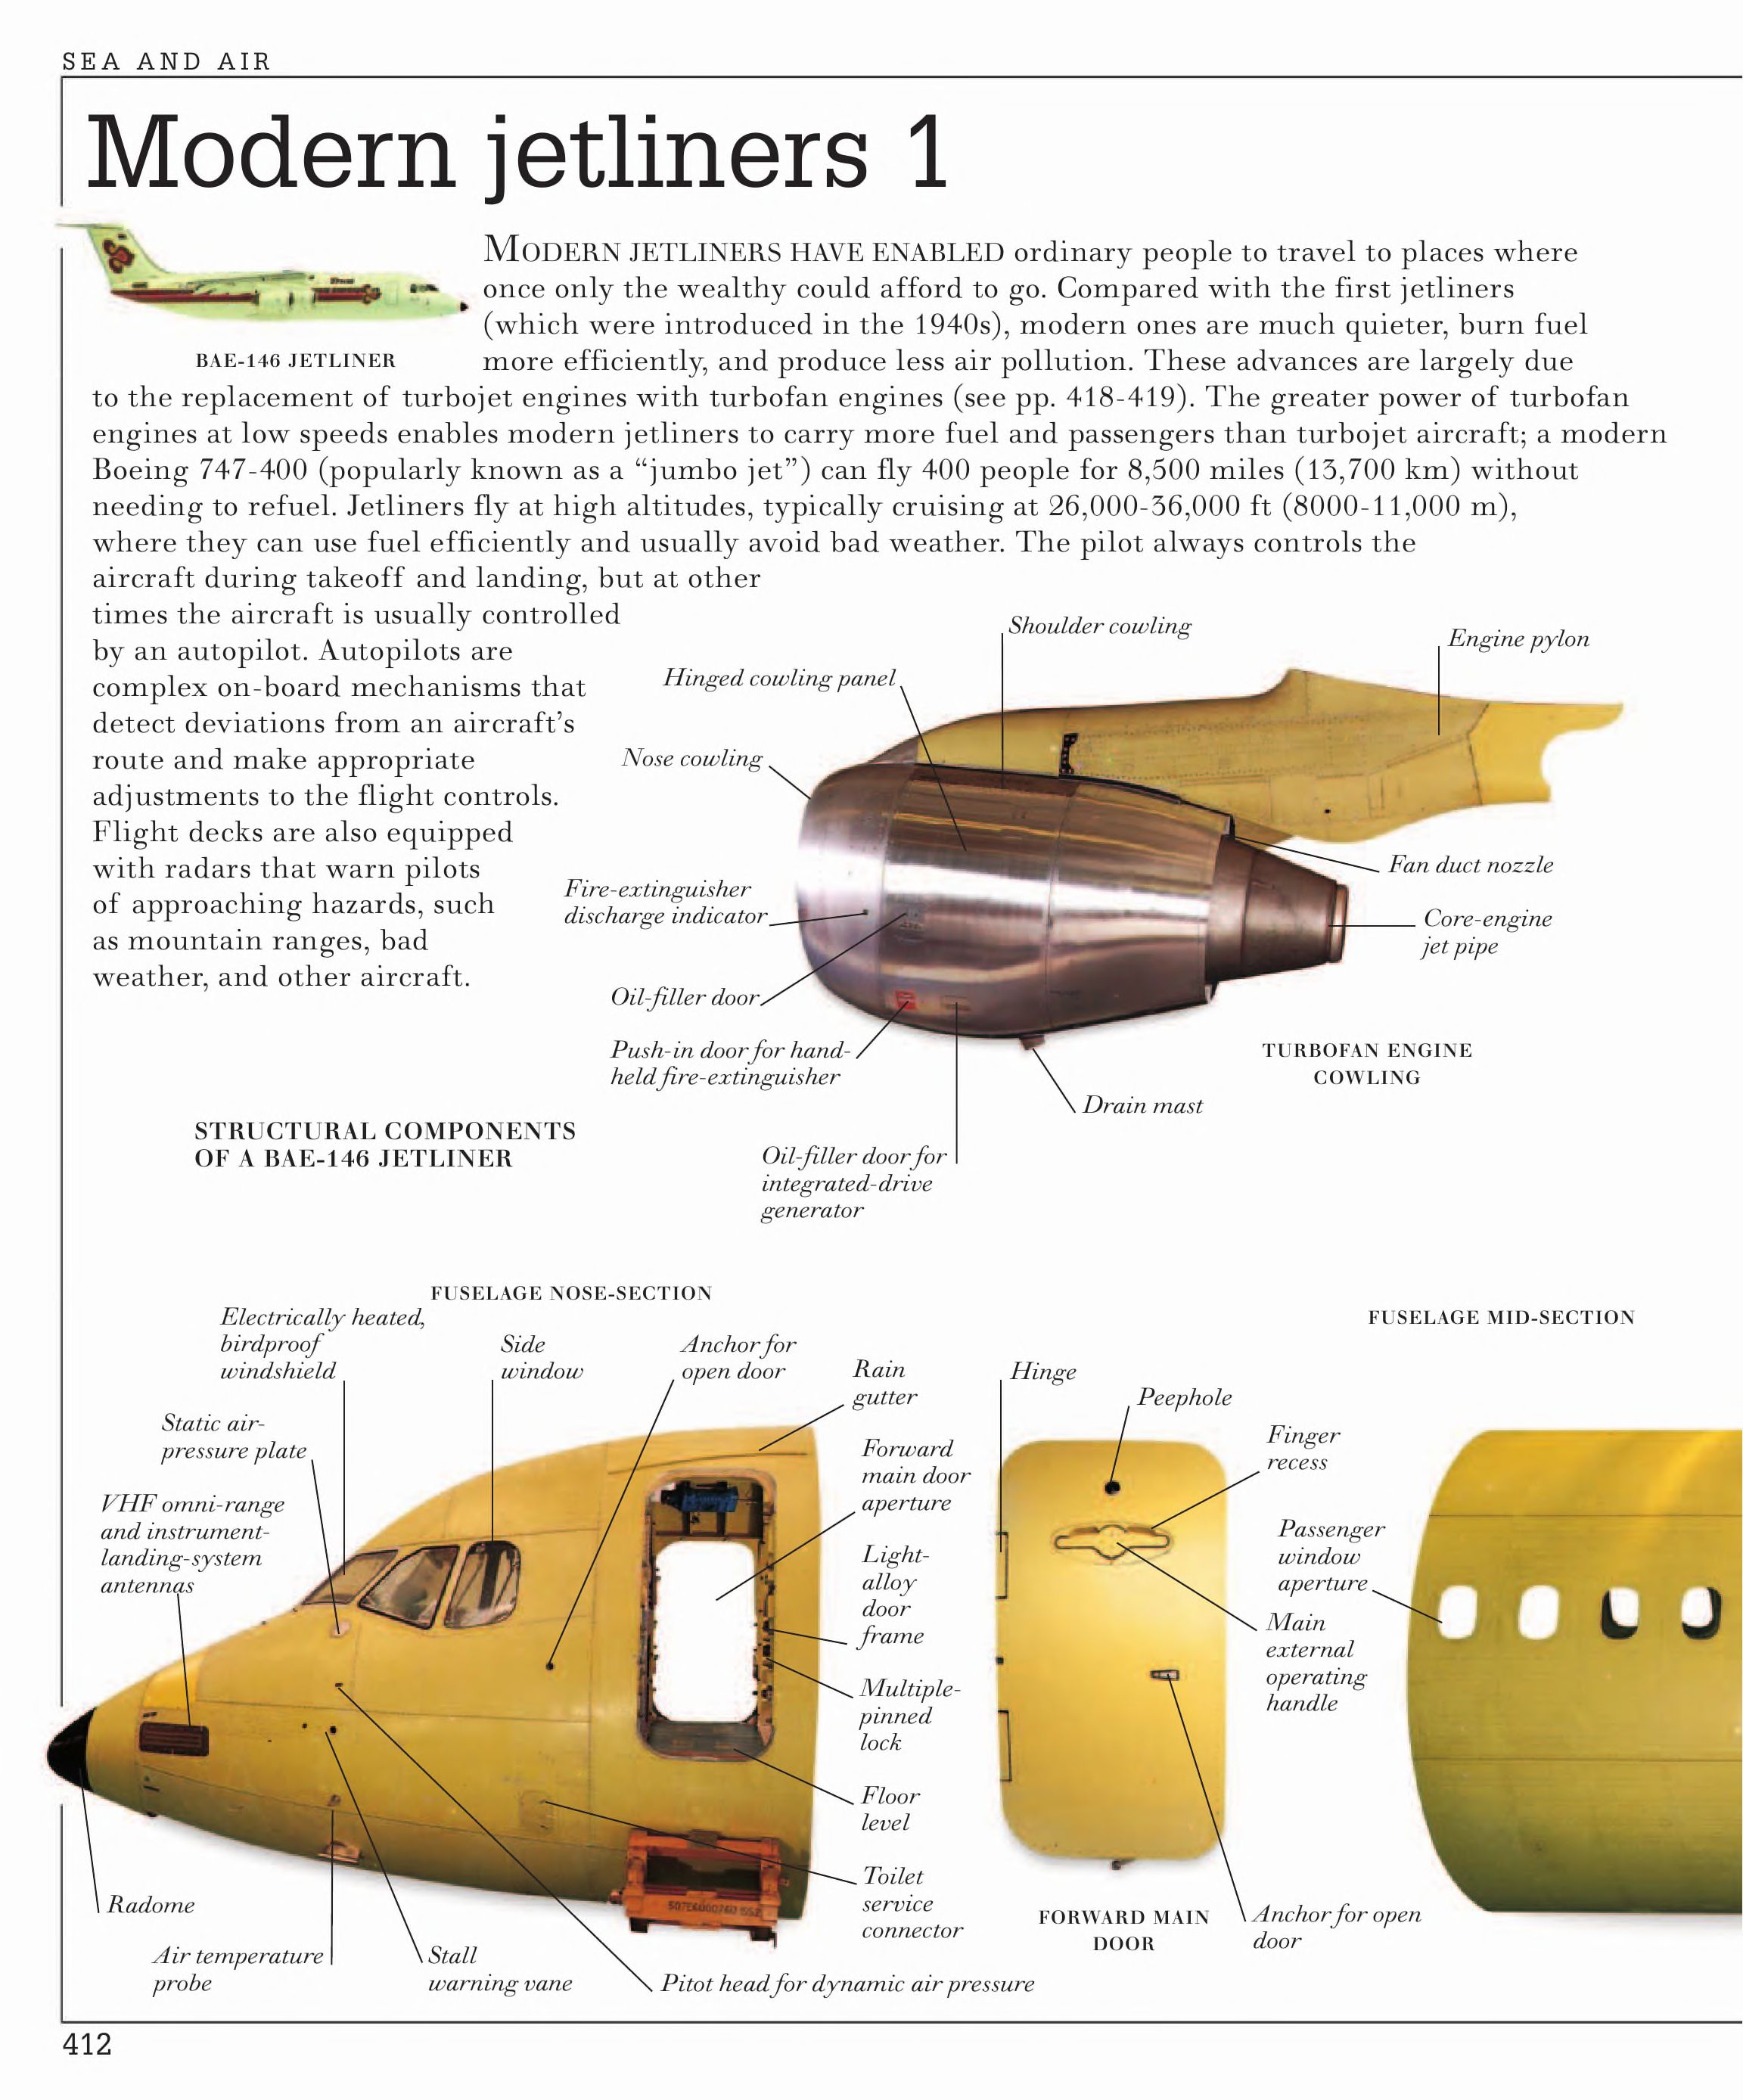 SEA AND AIR
Modern jetliners 1
BAE-146 JETLINER
MODERN JETLINERS HAVE ENABLED ordinary people to travel to places where
once only the wealthy could afford to go. Compared with the first jetliners
(which were introduced in the 1940s), modern ones are much quieter, burn fuel
more efficiently, and produce less air pollution. These advances are largely due
to the replacement of turbojet engines with turbofan engines (see pp. 418-419). The greater power of turbofan
engines at low speeds enables modern jetliners to carry more fuel and passengers than turbojet aircraft; a modern
Boeing 747-400 (popularly known as a “jumbo jet”) can fly 400 people for 8,500 miles (13,700 km) without
needing to refuel. Jetliners fly at high altitudes, typically cruising at 26,000-36,000 ft (8000-11,000 m),
where they can use fuel efficiently and usually avoid bad weather. The pilot always controls the
aircraft during takeoff and landing, but at other
times the aircraft is usually controlled
by an autopilot. Autopilots are
complex on-board mechanisms that
detect deviations from an aircraft’s
route and make appropriate
adjustments to the flight controls.
Flight decks are also equipped
with radars that warn pilots
of approaching hazards, such
as mountain ranges, bad
weather, and other aircraft.
Shoulder cowling
Engine pylon
Hinged cowling panel
Nose cowling
Fan duct nozzle
Fire-extinguisher
discharge indicator
Core-engine
jet pipe
Oil-filler door
Push-in door for hand-
held fire-extinguisher
TURBOFAN ENGINE
COWLING
Drain mast
Oil-filler door for
integrated-drive
generator
STRUCTURAL COMPONENTS
OF A BAE-146 JETLINER
FUSELAGE NOSE-SECTION
Electrically heated,
birdproof
windshield
Side
window
Anchor for
open door
Rain
gutter
Static air-
pressure plate
Forward
main door
aperture
VHF omni-range
and instrument-
landing-system
antennas
Light-
alloy
door
frame
Multiple-
pinned
lock
Floor
level
Toilet
service
connector
Radome
Air temperature
probe
Stall
warning vane
Pitot head for dynamic air pressure
Hinge
Peephole
Finger
recess
Main
external
operating
handle
FORWARD MAIN
DOOR
Anchor for open
door
FUSELAGE MID-SECTION
Passenger
window
aperture
412